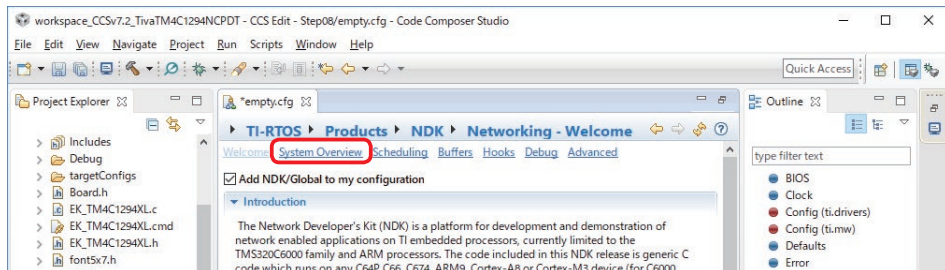 workspace_CCSv7.2_TivaTM4C1294NCPDT - CCS Edit - Step08/empty.cfg - Code Composer Studio
File Edit View Navigate Project Run Scripts Window Help
Quick Access
Project Explorer
Includes
Debug
targetConfigs
Board.h
EK_TM4C1294XL.c
EK_TM4C1294XL.cmd
EK_TM4C1294XL.h
font5x7.h
*empty.cfg
TI-RTOS Products NDK Networking - Welcome
Welcome System Overview Scheduling Buffers Hooks Debug Advanced
Add NDK/Global to my configuration
Introduction
The Network Developer's Kit (NDK) is a platform for development and demonstration of
network enabled applications on TI embedded processors, currently limited to the
TMS320C6000 family and ARM processors. The code included in this NDK release is generic C
code which runs on any C64P, C66, C674, ARM9, Cortex-A8 or Cortex-M3 device (for C6000
Outline
type filter text
BIOS
Clock
Config (ti.drivers)
Config (ti.mw)
Defaults
Error